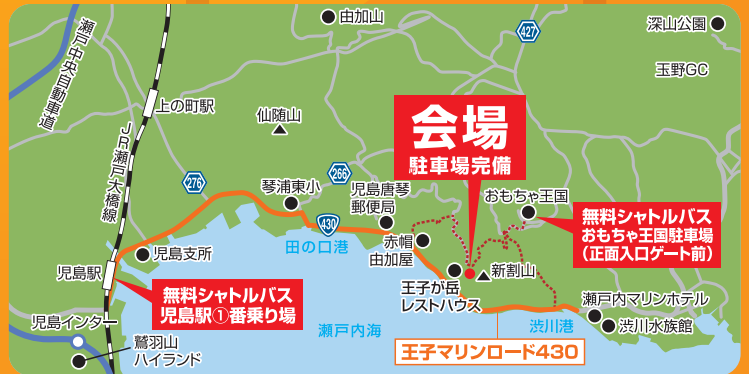 由加山
深山公園
427
玉野GC
瀬戸中央自動車道
上の町駅
仙随山
会場
駐車場完備
JR瀬戸大橋線
266
276
琴浦東小
児島唐琴
郵便局
おもちゃ王国
430
無料シャトルバス
おもちゃ王国駐車場
(正面入口ゲート前)
田の口港
赤帽
由加屋
児島支所
児島駅
新割山
王子が岳
レストハウス
無料シャトルバス
児島駅①番乗り場
瀬戸内マリンホテル
児島インター
瀬戸内海
渋川港
渋川水族館
鷲羽山
ハイランド
王子マリンロード430